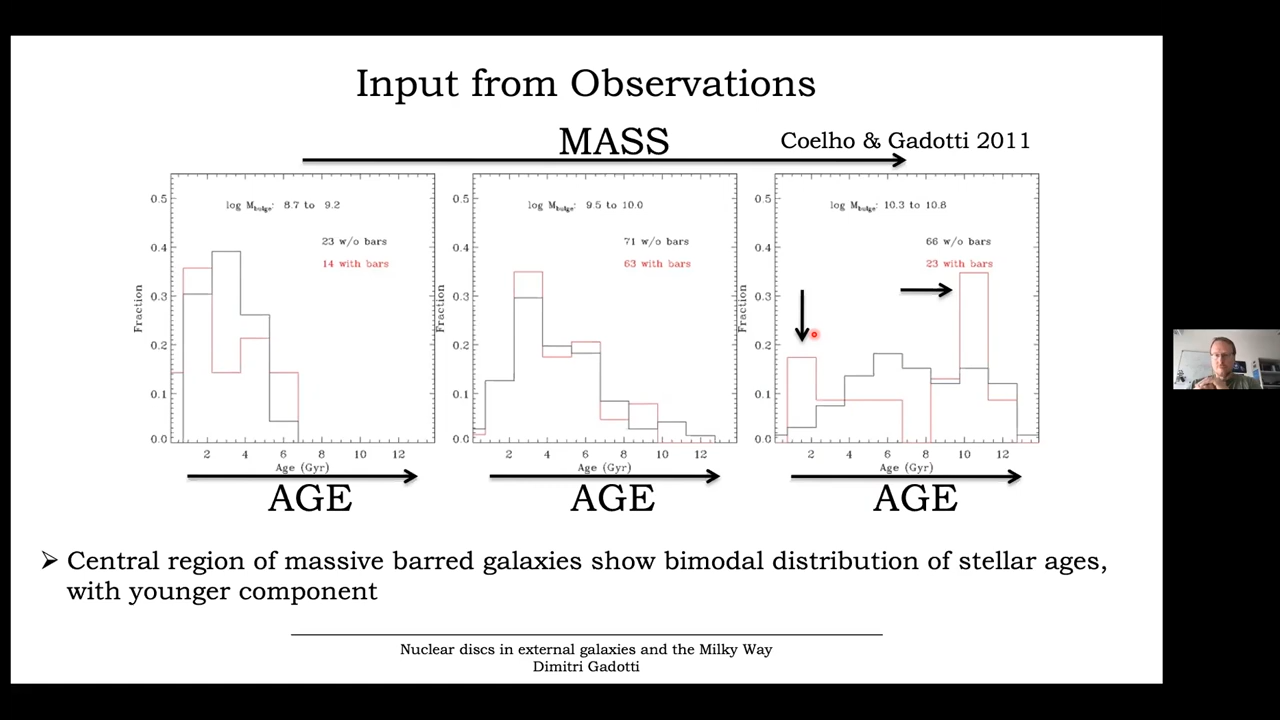 Input from Observations
MASS
Coelho & Gadotti 2011
log M_bulge: 8.7 to 9.2
23 w/o bars
14 with bars
0.5
0.4
0.3
0.2
0.1
0.0
Fraction
2 4 6 8 10 12
Age (Gyr)
AGE
log M_bulge: 9.5 to 10.0
71 w/o bars
63 with bars
0.5
0.4
0.3
0.2
0.1
0.0
Fraction
2 4 6 8 10 12
Age (Gyr)
AGE
log M_bulge: 10.3 to 10.8
66 w/o bars
23 with bars
0.5
0.4
0.3
0.2
0.1
0.0
Fraction
2 4 6 8 10 12
Age (Gyr)
AGE
➢ Central region of massive barred galaxies show bimodal distribution of stellar ages,
with younger component
Nuclear discs in external galaxies and the Milky Way
Dimitri Gadotti